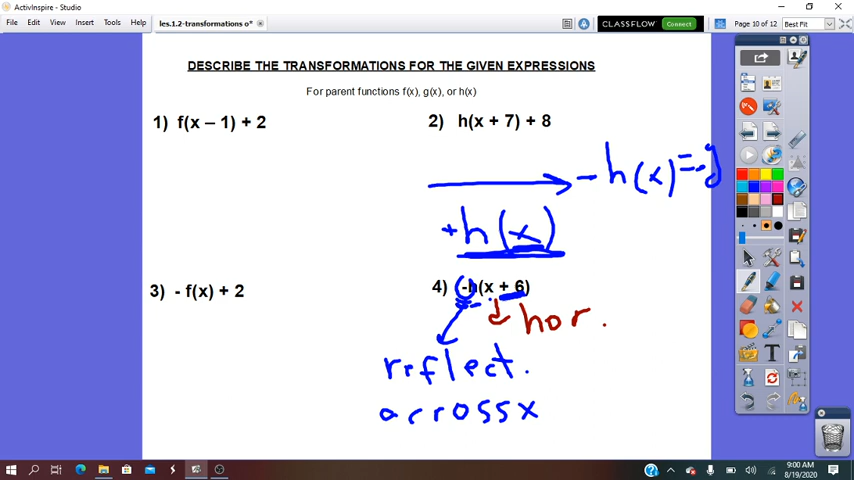 ActivInspire - Studio
File Edit View Insert Tools Help
les.1.2-transformations o*
CLASSFLOW Connect
Page 10 of 12
Best Fit
DESCRIBE THE TRANSFORMATIONS FOR THE GIVEN EXPRESSIONS
For parent functions f(x), g(x), or h(x)
1) f(x – 1) + 2
2) h(x + 7) + 8
- h(x) = -y
+h(x)
3) - f(x) + 2
4) -h(x + 6)
hor.
reflect.
across x
9:00 AM
8/19/2020